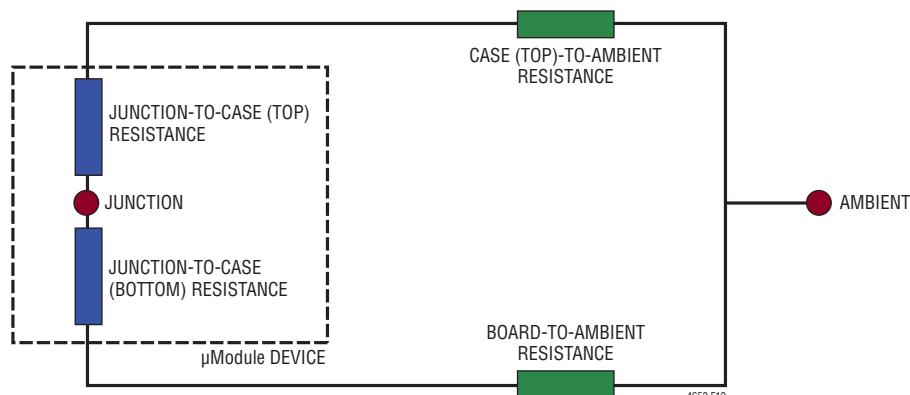 CASE (TOP)-TO-AMBIENT
RESISTANCE
JUNCTION-TO-CASE (TOP)
RESISTANCE
JUNCTION
AMBIENT
JUNCTION-TO-CASE
(BOTTOM) RESISTANCE
BOARD-TO-AMBIENT
RESISTANCE
µModule DEVICE